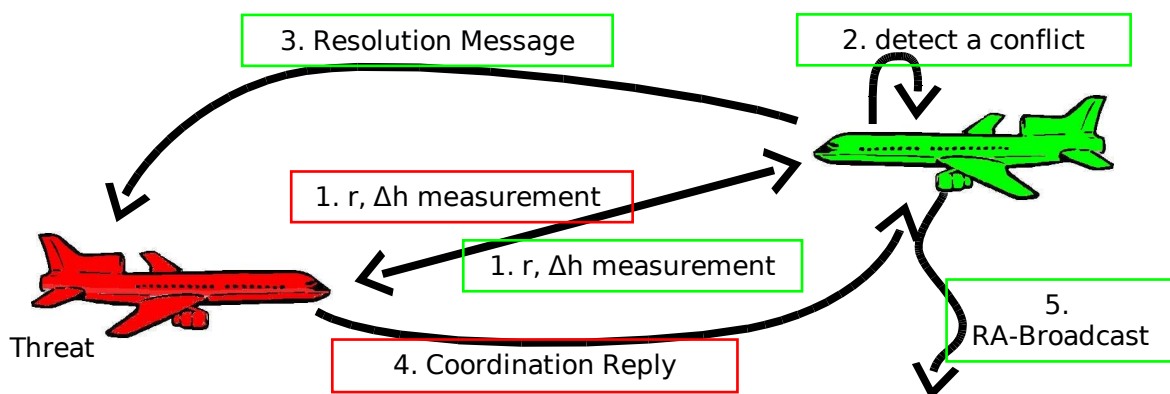 3. Resolution Message
2. detect a conflict
1. r, Δh measurement
1. r, Δh measurement
Threat
4. Coordination Reply
5.
RA-Broadcast